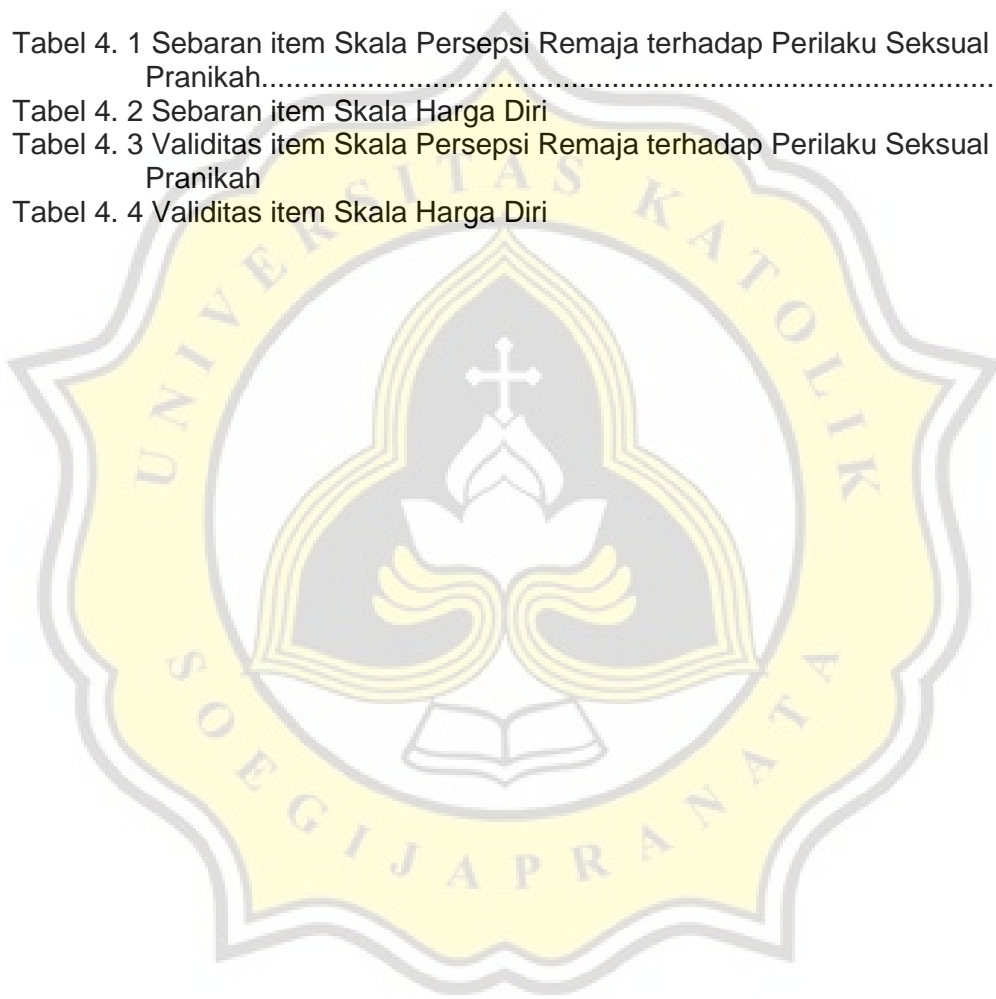 Tabel 4. 1 Sebaran item Skala Persepsi Remaja terhadap Perilaku Seksual
Pranikah.........................................................................................
Tabel 4. 2 Sebaran item Skala Harga Diri
Tabel 4. 3 Validitas item Skala Persepsi Remaja terhadap Perilaku Seksual
Pranikah
Tabel 4. 4 Validitas item Skala Harga Diri
UNIVERSITAS KATOLIK
SOEGIJAPRANATA